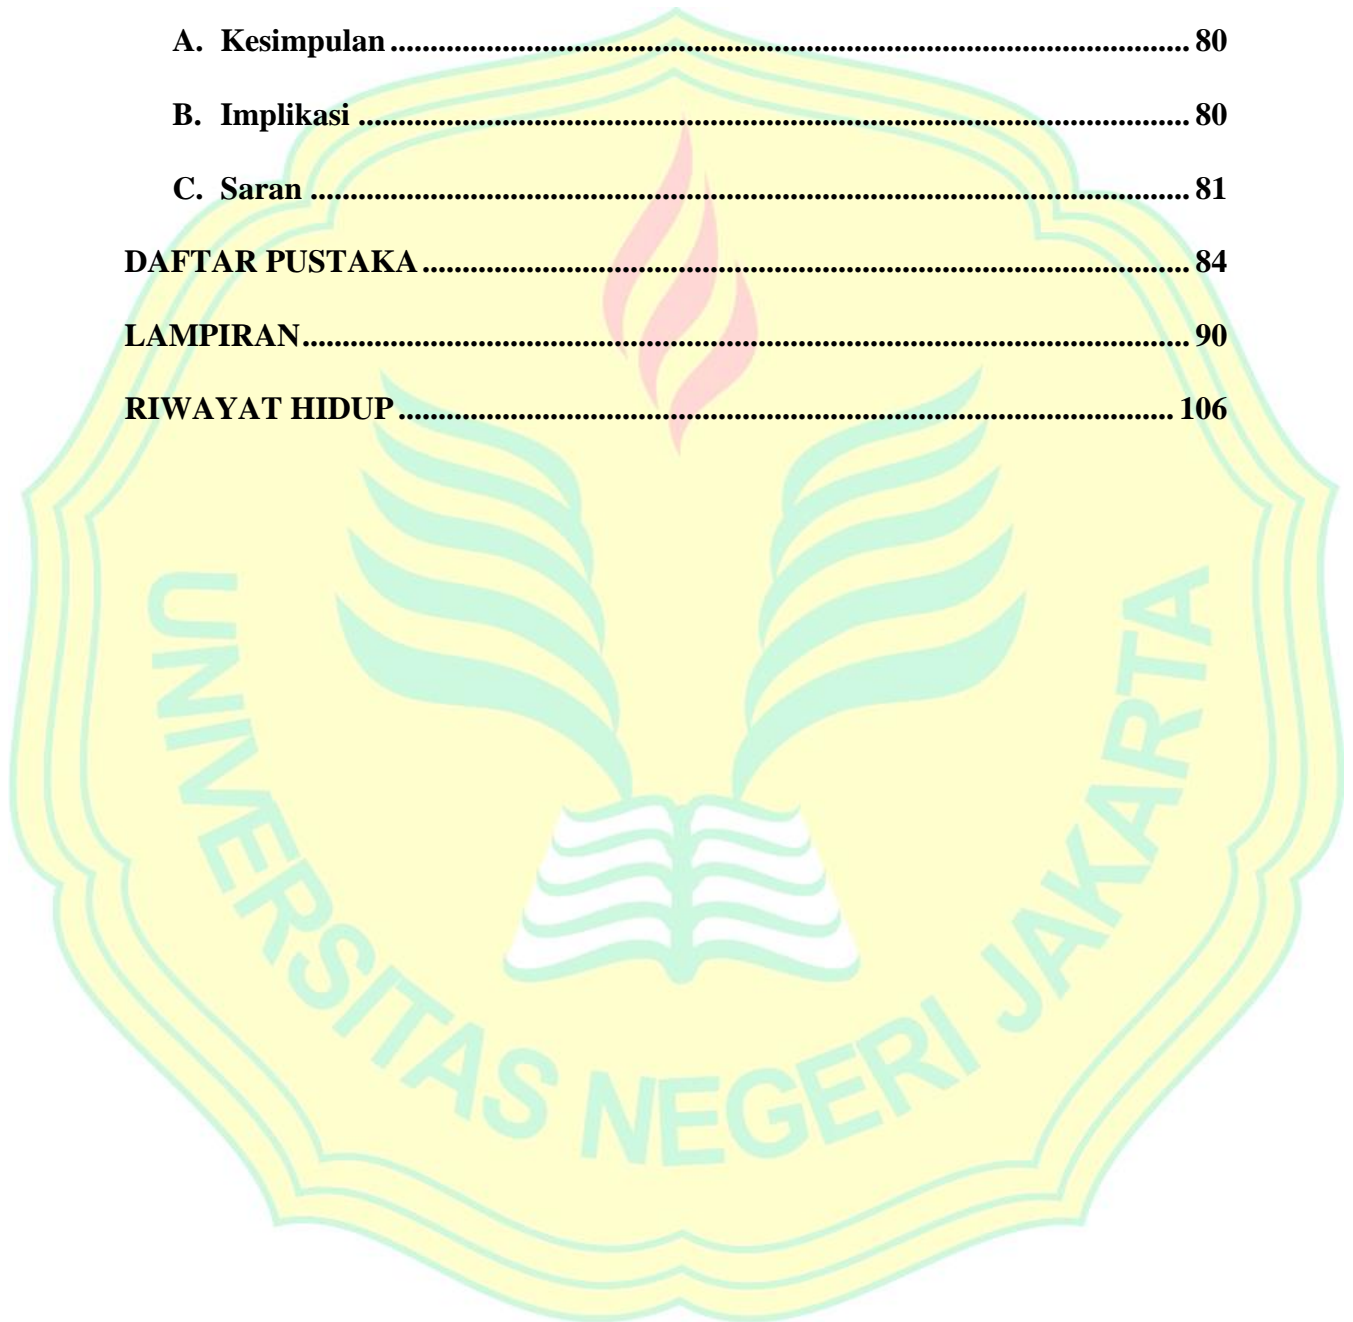 A. Kesimpulan ........................................................................................................ 80
B. Implikasi ............................................................................................................ 80
C. Saran .................................................................................................................. 81
DAFTAR PUSTAKA .................................................................................................... 84
LAMPIRAN.................................................................................................................. 90
RIWAYAT HIDUP ..................................................................................................... 106
UNIVERSITAS NEGERI JAKARTA